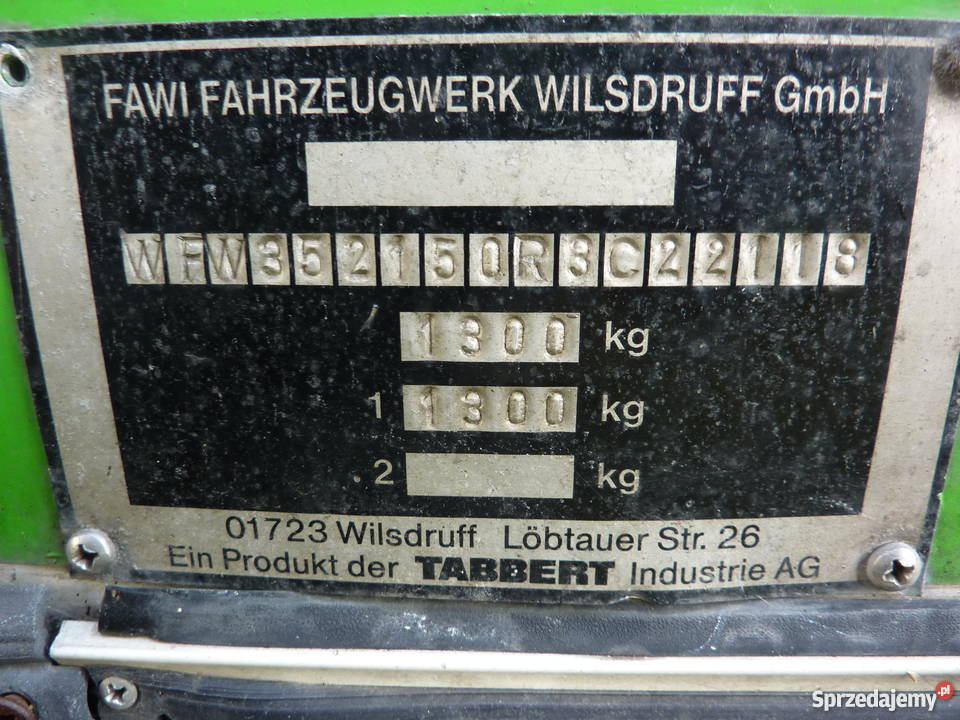 FAWI FAHRZEUGWERK WILSDRUFF GmbH
WFW352150R3C22118
1300 kg
1 1300 kg
.2 kg
01723 Wilsdruff Löbtauer Str. 26
Ein Produkt der TABBERT Industrie AG
Sprzedajemy.pl